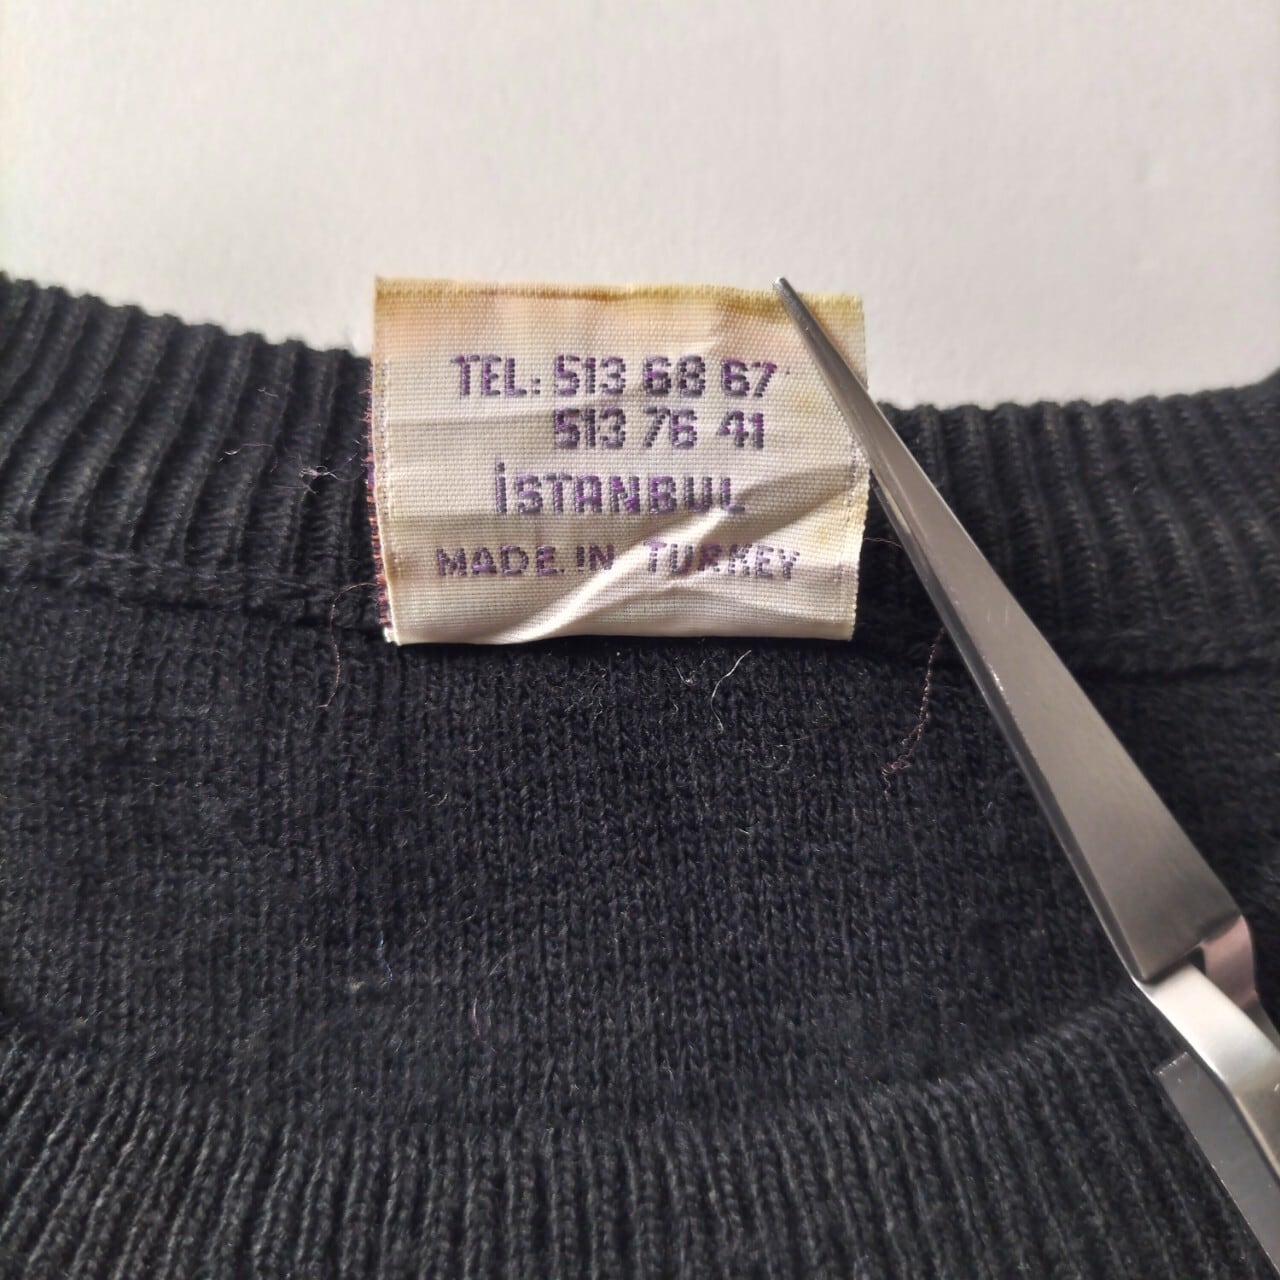 TEL: 513 68 67
513 76 41
İSTANBUL
MADE IN TURKEY